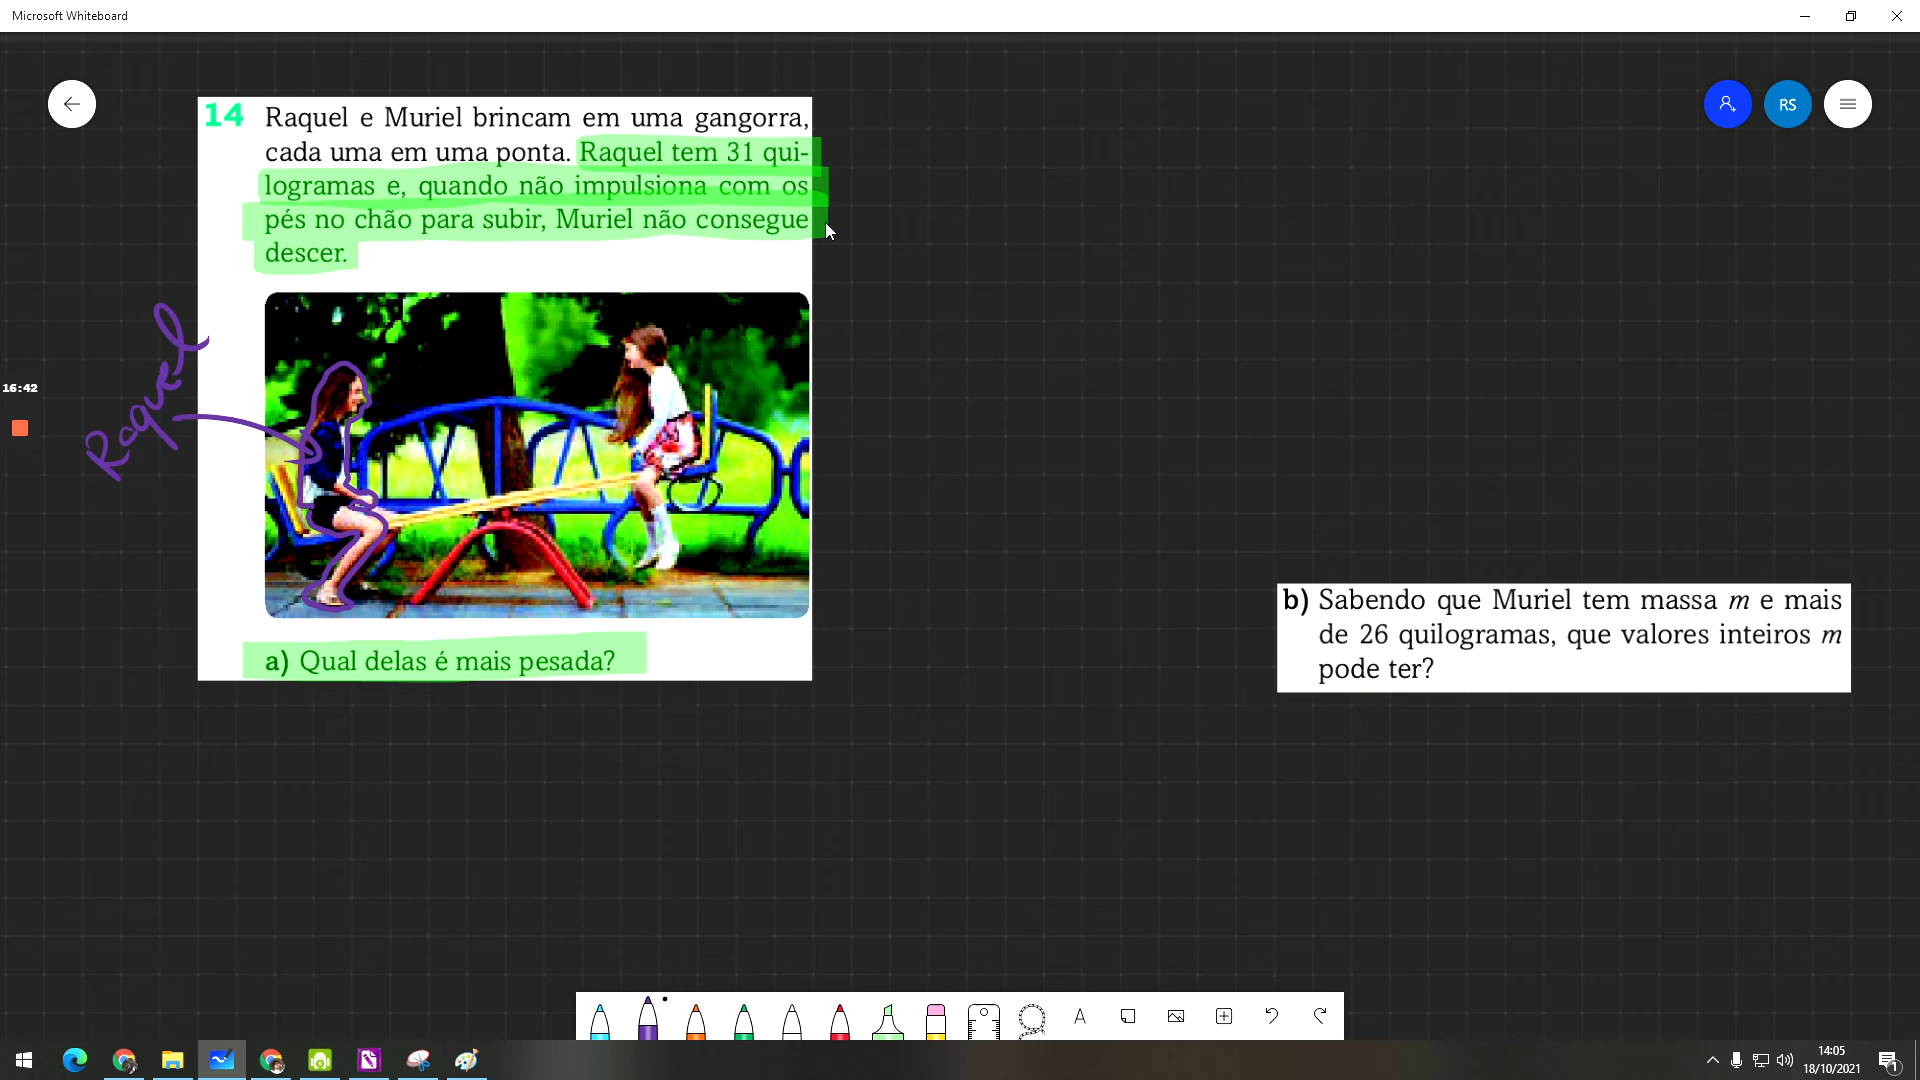 Microsoft Whiteboard
RS
14 Raquel e Muriel brincam em uma gangorra,
cada uma em uma ponta. Raquel tem 31 qui-
logramas e, quando não impulsiona com os
pés no chão para subir, Muriel não consegue
descer.
Raquel
16:42
a) Qual delas é mais pesada?
b) Sabendo que Muriel tem massa m e mais
de 26 quilogramas, que valores inteiros m
pode ter?
A
14:05
18/10/2021
1